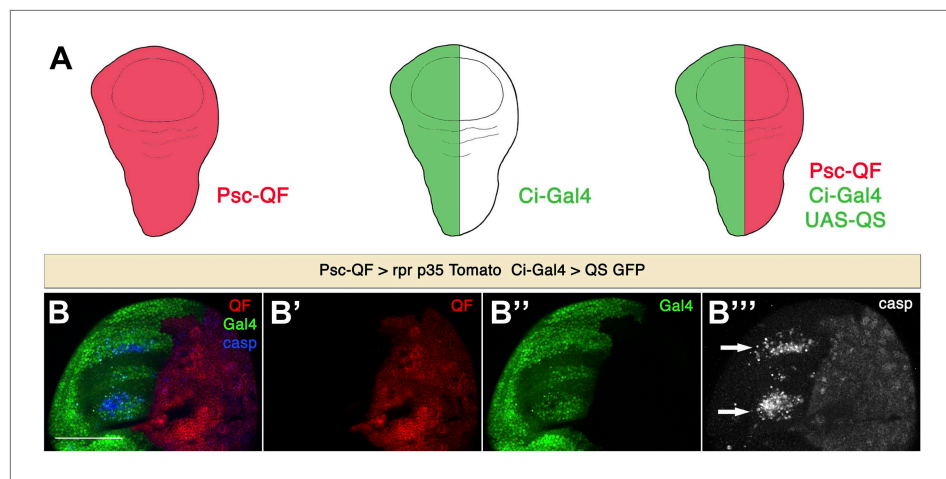 A
Psc-QF
Ci-Gal4
Psc-QF
Ci-Gal4
UAS-QS
Psc-QF > rpr p35 Tomato Ci-Gal4 > QS GFP
B
QF
Gal4
casp
B'
QF
B''
Gal4
B'''
casp